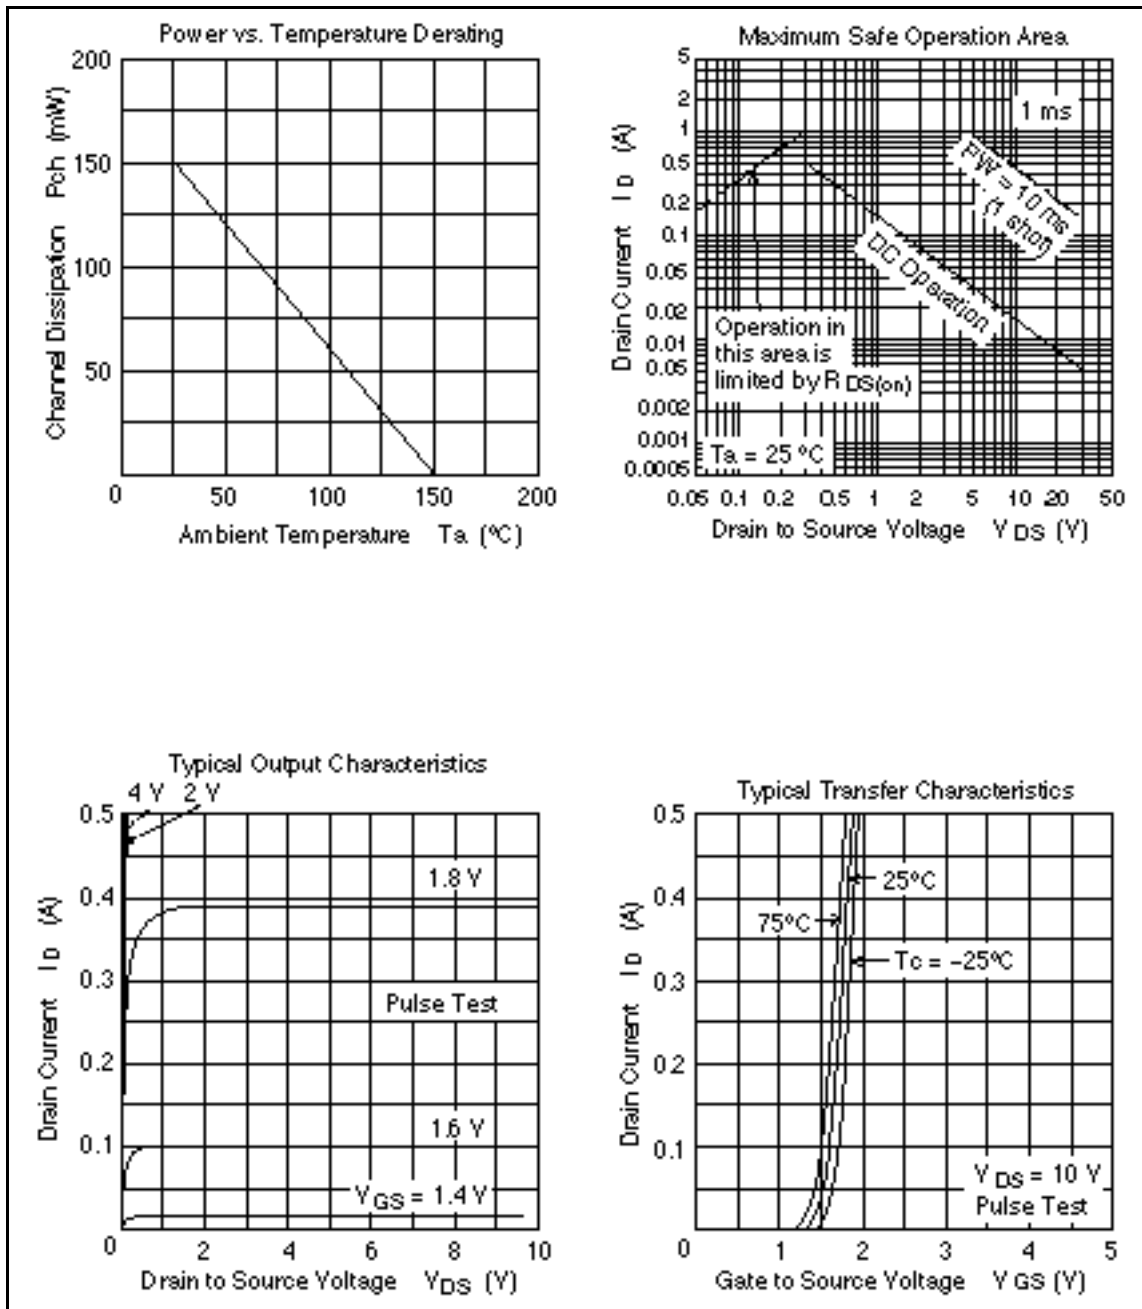 Power vs. Temperature Derating
200
150
100
50
0
50
100
150
200
Channel Dissipation Pch (mW)
Ambient Temperature Ta (°C)
Maximum Safe Operation Area
5
2
1
0.5
0.2
0.1
0.05
0.02
0.01
0.05
0.002
0.001
0.0005
0.05 0.1 0.2 0.5 1 2 5 10 20 50
Drain Current I D (A)
Drain to Source Voltage V DS (V)
1 ms
PW = 10 ms
(1 shot)
DC Operation
Operation in
this area is
limited by R DS(on)
Ta = 25 °C
Typical Output Characteristics
4 V 2 V
0.5
0.4
0.3
0.2
0.1
0 2 4 6 8 10
Drain Current I D (A)
Drain to Source Voltage V DS (V)
1.8 V
Pulse Test
1.6 V
V GS = 1.4 V
Typical Transfer Characteristics
0.5
0.4
0.3
0.2
0.1
0 1 2 3 4 5
Drain Current I D (A)
Gate to Source Voltage V GS (V)
25°C
75°C
Tc = –25°C
V DS = 10 V
Pulse Test